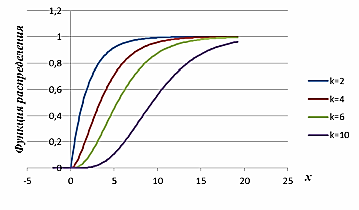 1,2
1
0,8
0,6
0,4
0,2
0
Функция распределения
-5 0 5 10 15 20 25
x
k=2
k=4
k=6
k=10